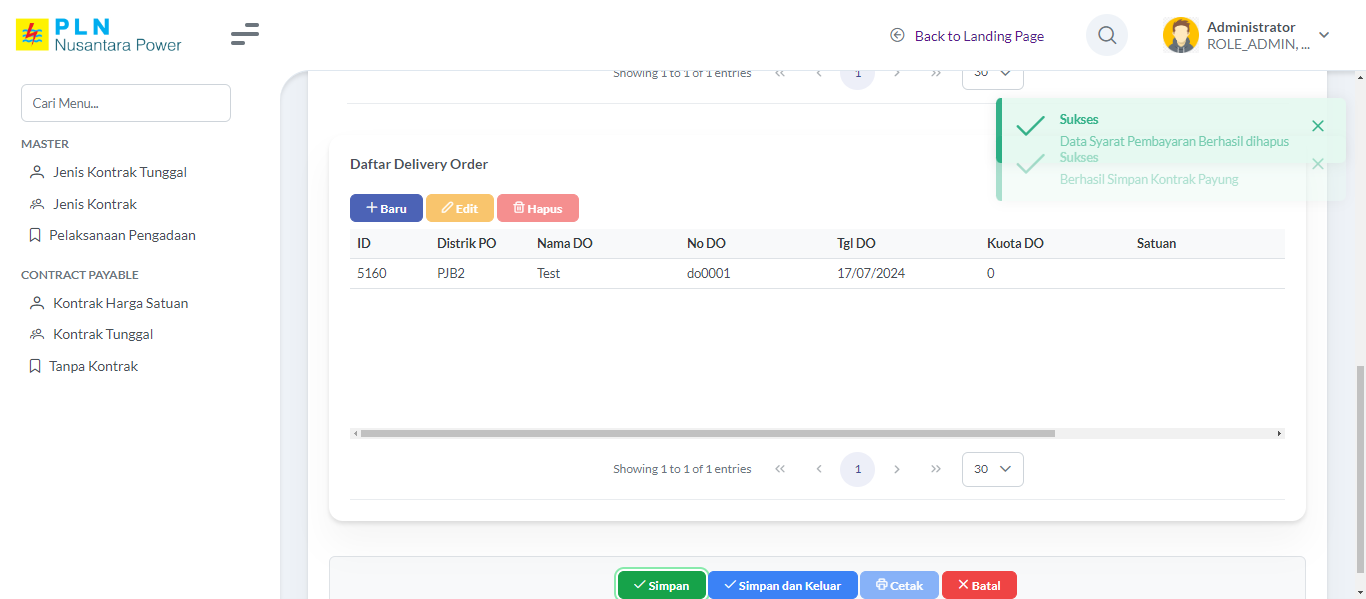 PLN
Nusantara Power
Back to Landing Page
Administrator
ROLE_ADMIN, ...
Cari Menu...
MASTER
Jenis Kontrak Tunggal
Jenis Kontrak
Pelaksanaan Pengadaan
CONTRACT PAYABLE
Kontrak Harga Satuan
Kontrak Tunggal
Tanpa Kontrak
Showing 1 to 1 of 1 entries « ‹ 1 › » 30
Sukses
Data Syarat Pembayaran Berhasil dihapus
Sukses
Berhasil Simpan Kontrak Payung
Daftar Delivery Order
Baru Edit Hapus
ID Distrik PO Nama DO No DO Tgl DO Kuota DO Satuan
5160 PJB2 Test do0001 17/07/2024 0
Showing 1 to 1 of 1 entries « ‹ 1 › » 30
Simpan Simpan dan Keluar Cetak Batal